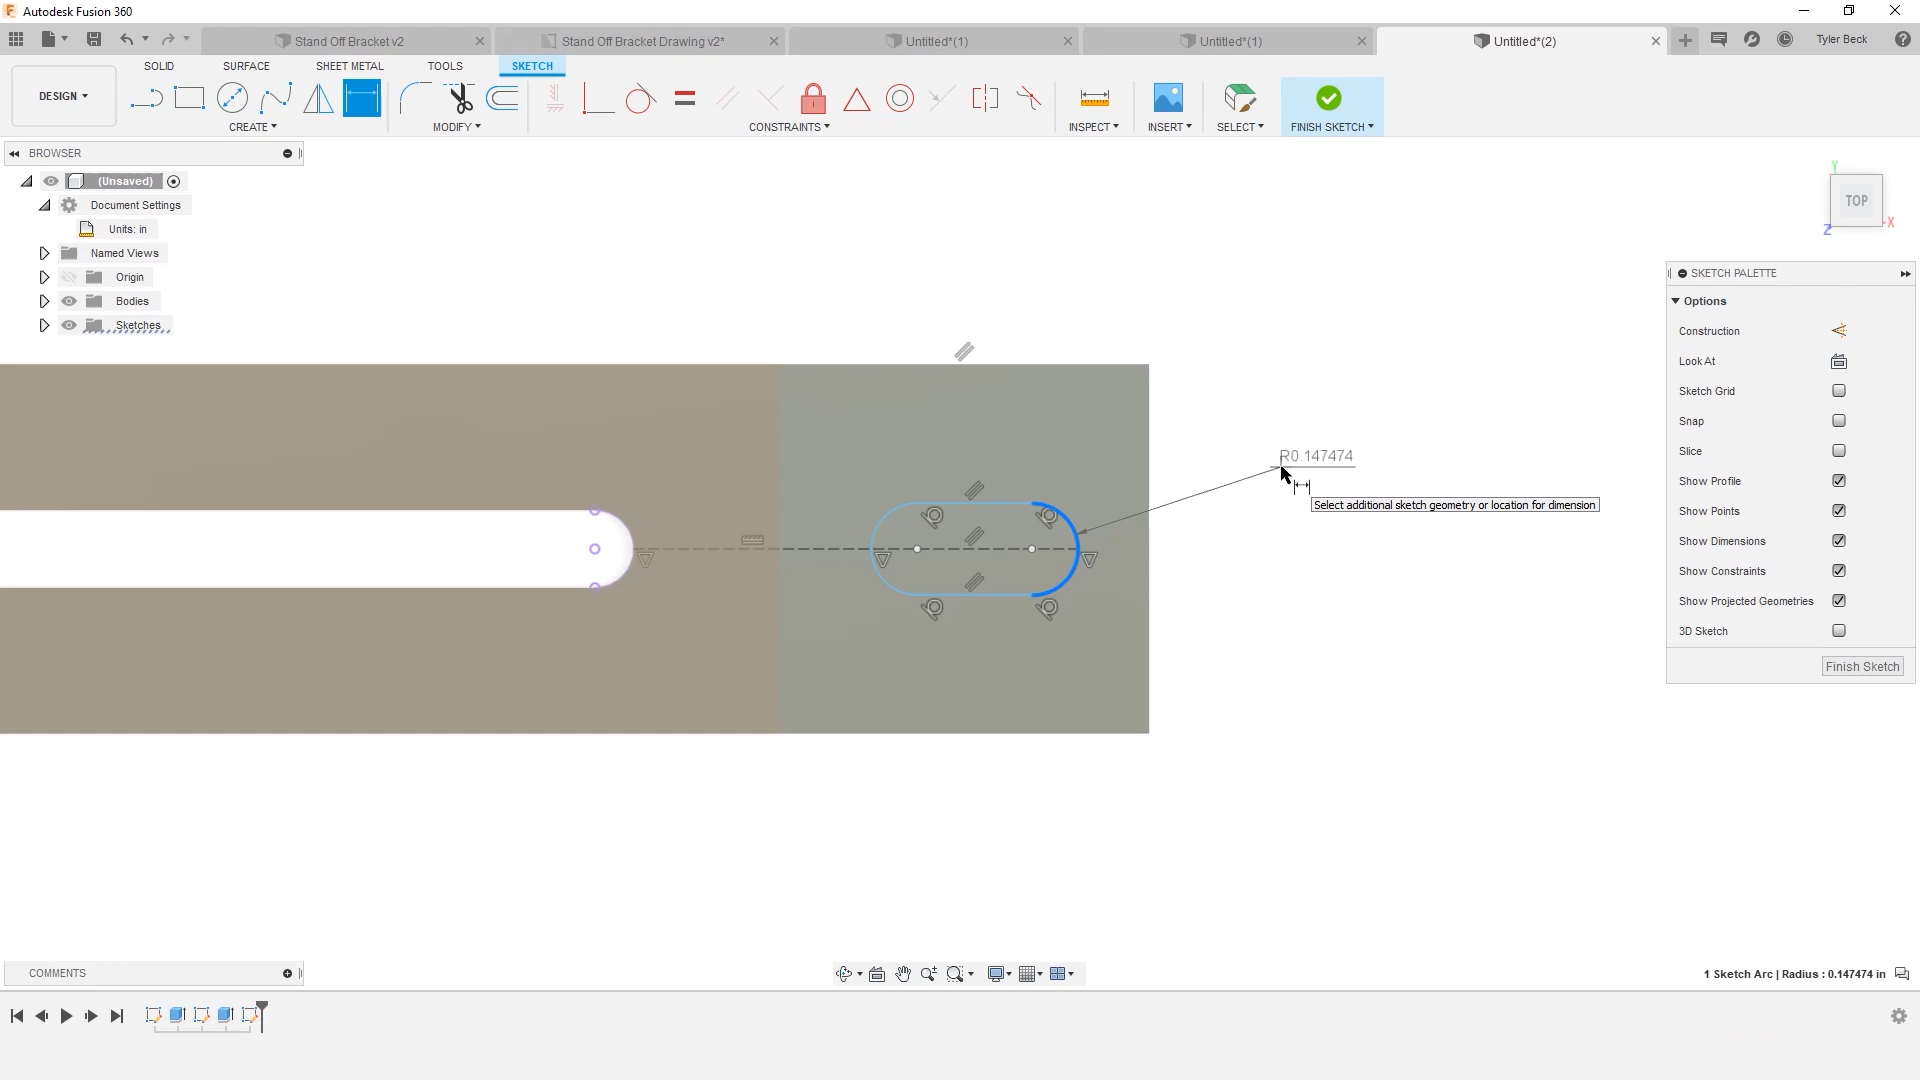 Autodesk Fusion 360
Stand Off Bracket v2
Stand Off Bracket Drawing v2*
Untitled*(1)
Untitled*(1)
Untitled*(2)
Tyler Beck
DESIGN
SOLID
SURFACE
SHEET METAL
TOOLS
SKETCH
CREATE
MODIFY
CONSTRAINTS
INSPECT
INSERT
SELECT
FINISH SKETCH
BROWSER
(Unsaved)
Document Settings
Units: in
Named Views
Origin
Bodies
Sketches
Y
TOP
X
Z
SKETCH PALETTE
Options
Construction
Look At
Sketch Grid
Snap
Slice
Show Profile
Show Points
Show Dimensions
Show Constraints
Show Projected Geometries
3D Sketch
Finish Sketch
R0.147474
Select additional sketch geometry or location for dimension
COMMENTS
1 Sketch Arc | Radius : 0.147474 in